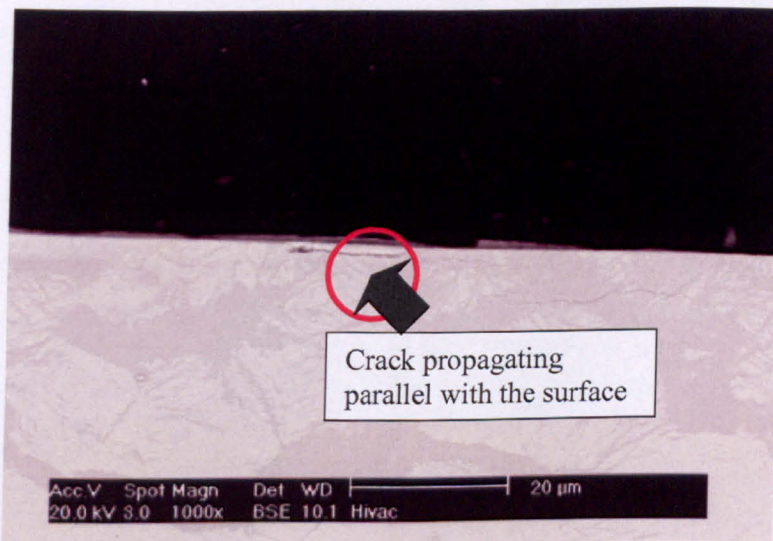 Crack propagating
parallel with the surface
Acc.V Spot Magn Det WD 20 µm
20.0 kV 3.0 1000x BSE 10.1 Hivac